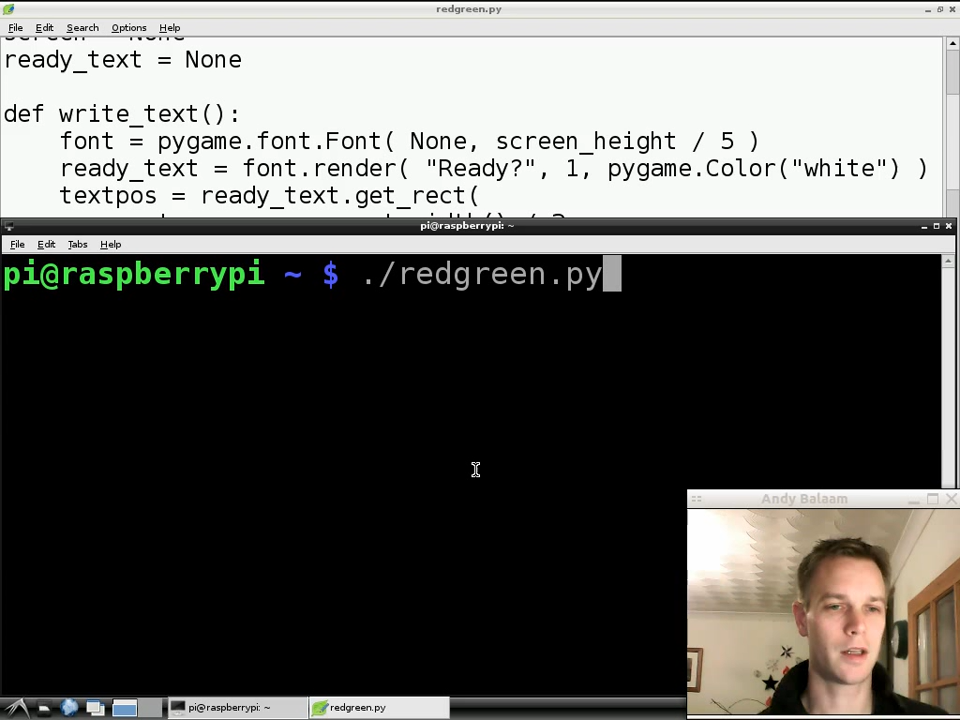 redgreen.py
File Edit Search Options Help
screen = None
ready_text = None
def write_text():
font = pygame.font.Font( None, screen_height / 5 )
ready_text = font.render( "Ready?", 1, pygame.Color("white") )
textpos = ready_text.get_rect(
pi@raspberrypi: ~
File Edit Tabs Help
pi@raspberrypi ~ $ ./redgreen.py
Andy Balaam
pi@raspberrypi: ~
redgreen.py